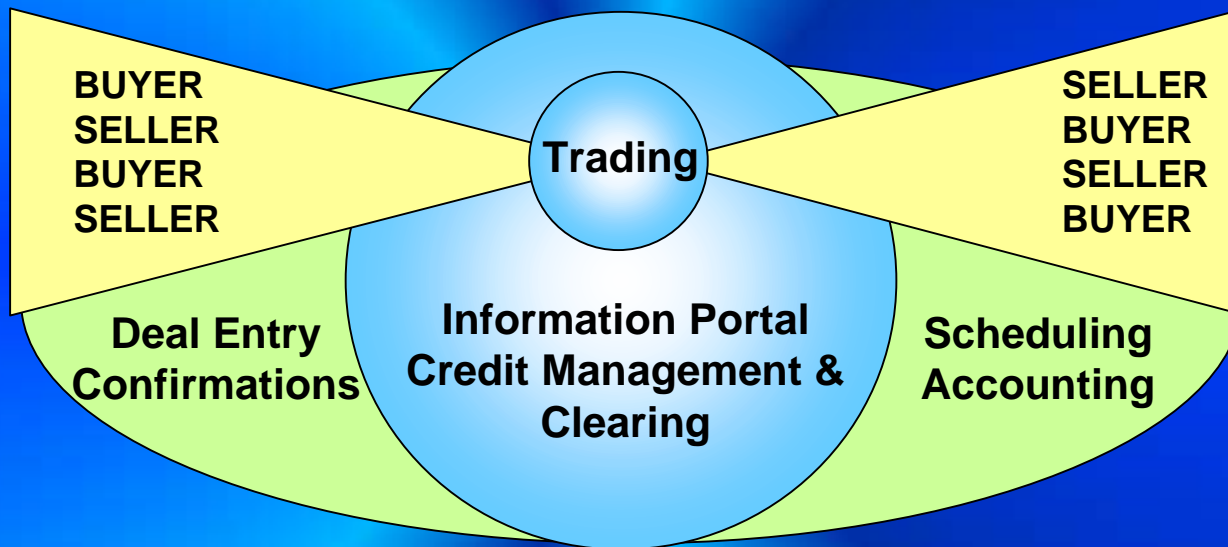 BUYER
SELLER
BUYER
SELLER
Trading
SELLER
BUYER
SELLER
BUYER
Deal Entry
Confirmations
Information Portal
Credit Management &
Clearing
Scheduling
Accounting